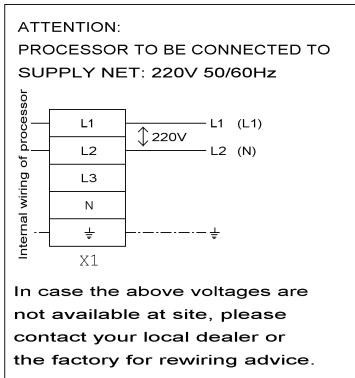 ATTENTION:
PROCESSOR TO BE CONNECTED TO
SUPPLY NET: 220V 50/60Hz
Internal wiring of processor
L1 L1 (L1)
220V
L2 L2 (N)
L3
N
X1
In case the above voltages are
not available at site, please
contact your local dealer or
the factory for rewiring advice.